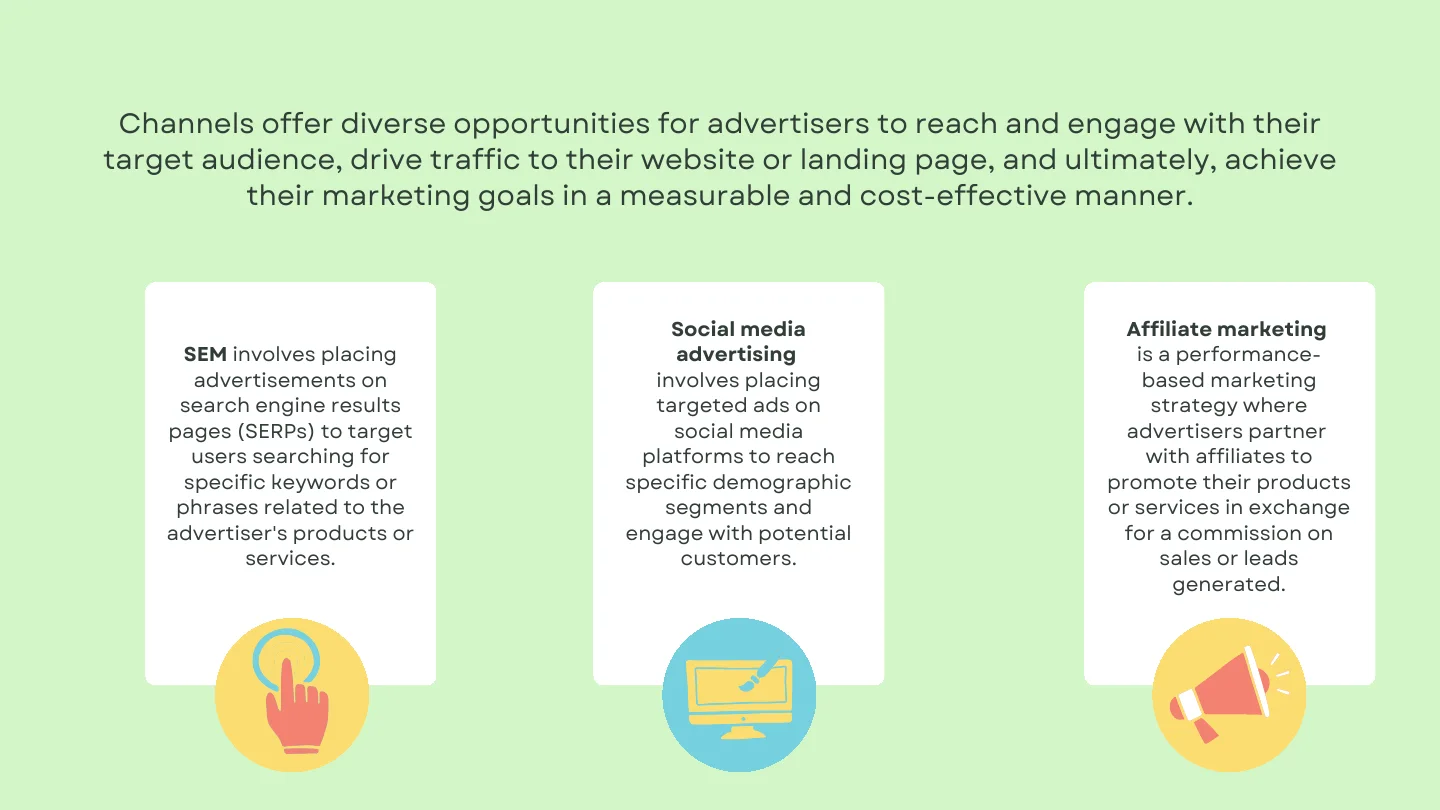 Channels offer diverse opportunities for advertisers to reach and engage with their
target audience, drive traffic to their website or landing page, and ultimately, achieve
their marketing goals in a measurable and cost-effective manner.
SEM involves placing
advertisements on
search engine results
pages (SERPs) to target
users searching for
specific keywords or
phrases related to the
advertiser's products or
services.
Social media
advertising
involves placing
targeted ads on
social media
platforms to reach
specific demographic
segments and
engage with potential
customers.
Affiliate marketing
is a performance-
based marketing
strategy where
advertisers partner
with affiliates to
promote their products
or services in exchange
for a commission on
sales or leads
generated.